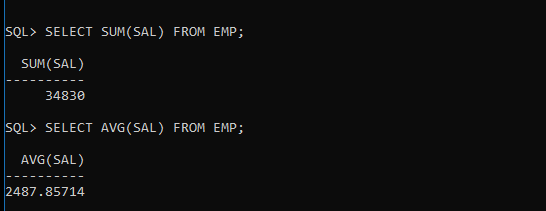 SQL> SELECT SUM(SAL) FROM EMP;
  SUM(SAL)
----------
     34830
SQL> SELECT AVG(SAL) FROM EMP;
  AVG(SAL)
----------
2487.85714